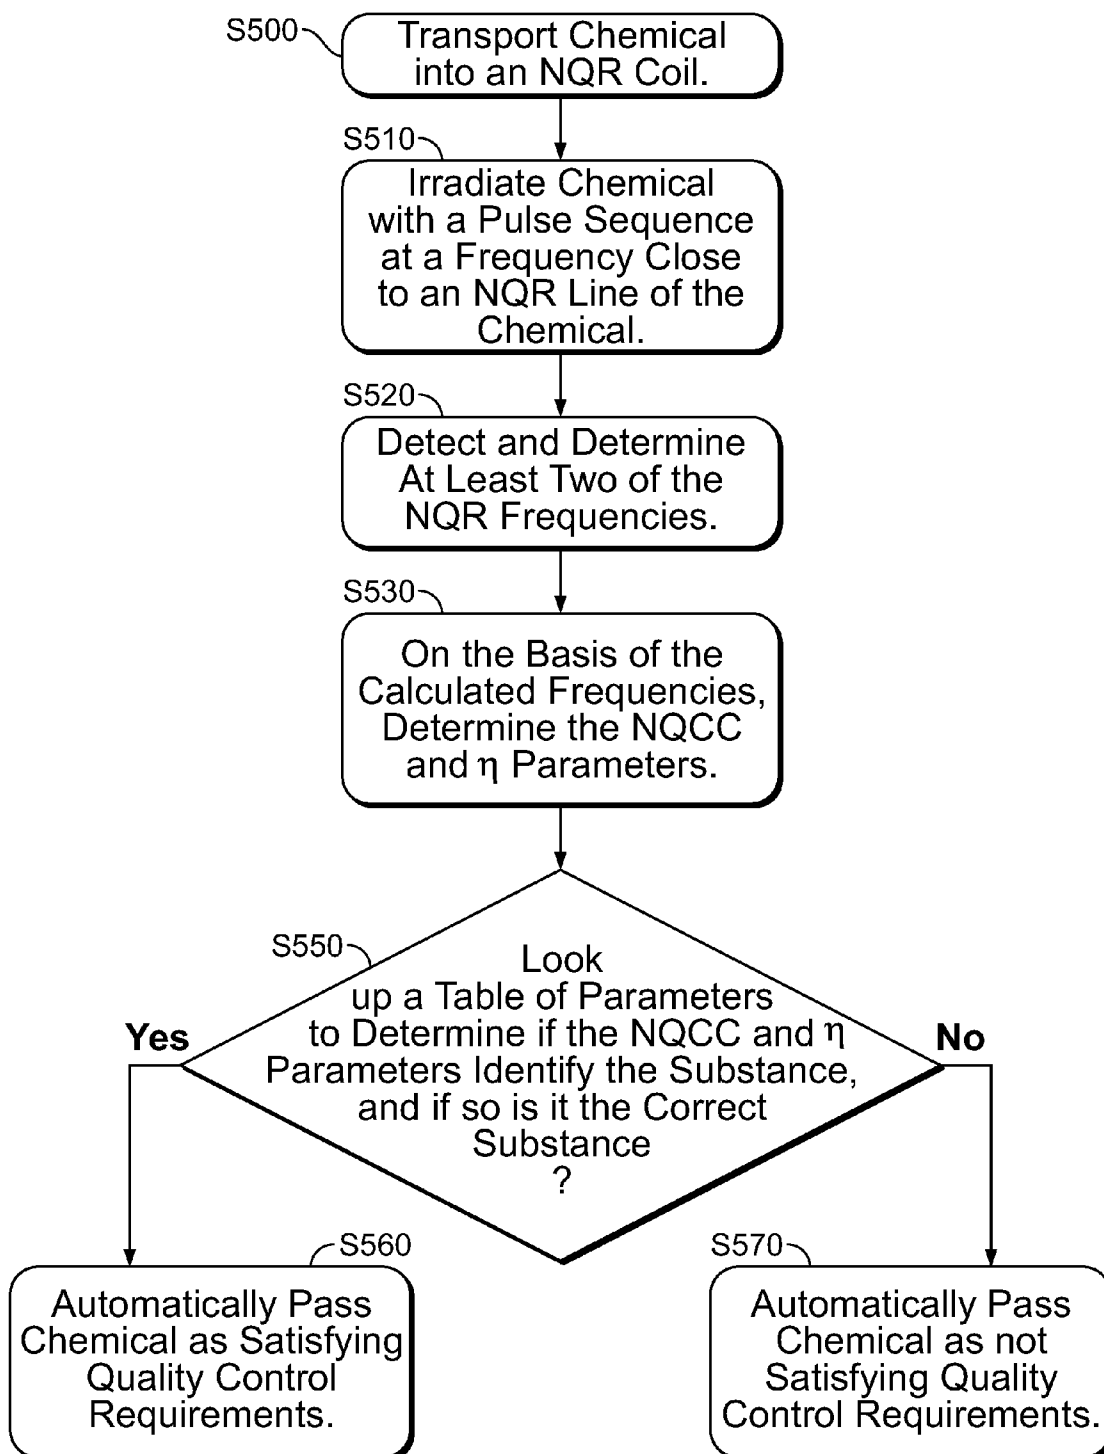 S500
Transport Chemical
into an NQR Coil.
S510
Irradiate Chemical
with a Pulse Sequence
at a Frequency Close
to an NQR Line of the
Chemical.
S520
Detect and Determine
At Least Two of the
NQR Frequencies.
S530
On the Basis of the
Calculated Frequencies,
Determine the NQCC
and η Parameters.
S550
Look
up a Table of Parameters
to Determine if the NQCC and η
Parameters Identify the Substance,
and if so is it the Correct
Substance
?
Yes
No
S560
Automatically Pass
Chemical as Satisfying
Quality Control
Requirements.
S570
Automatically Pass
Chemical as not
Satisfying Quality
Control Requirements.